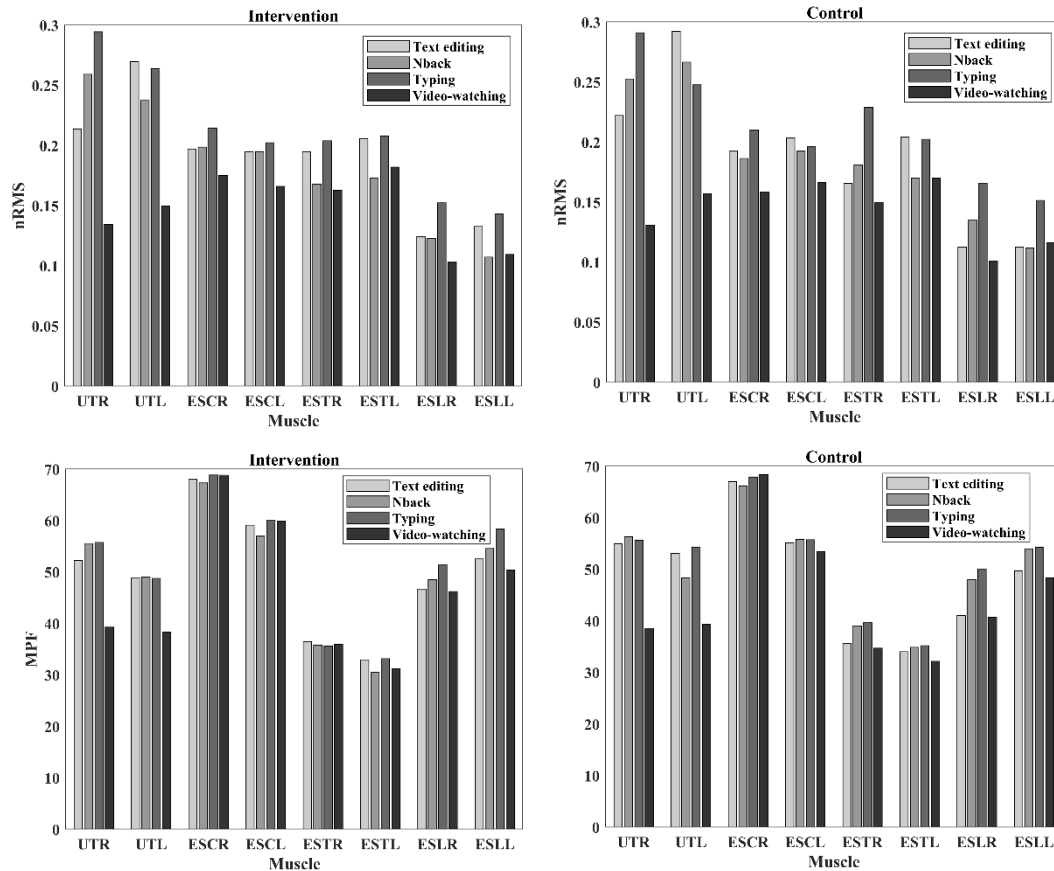 Intervention
0.3
0.25
0.2
0.15
0.1
0.05
0
nRMS
Text editing
Nback
Typing
Video-watching
UTR UTL ESCR ESCL ESTR ESTL ESLR ESLL
Muscle
Control
0.3
0.25
0.2
0.15
0.1
0.05
0
nRMS
Text editing
Nback
Typing
Video-watching
UTR UTL ESCR ESCL ESTR ESTL ESLR ESLL
Muscle
Intervention
70
60
50
40
30
20
10
0
MPF
Text editing
Nback
Typing
Video-watching
UTR UTL ESCR ESCL ESTR ESTL ESLR ESLL
Muscle
Control
70
60
50
40
30
20
10
0
Text editing
Nback
Typing
Video-watching
UTR UTL ESCR ESCL ESTR ESTL ESLR ESLL
Muscle